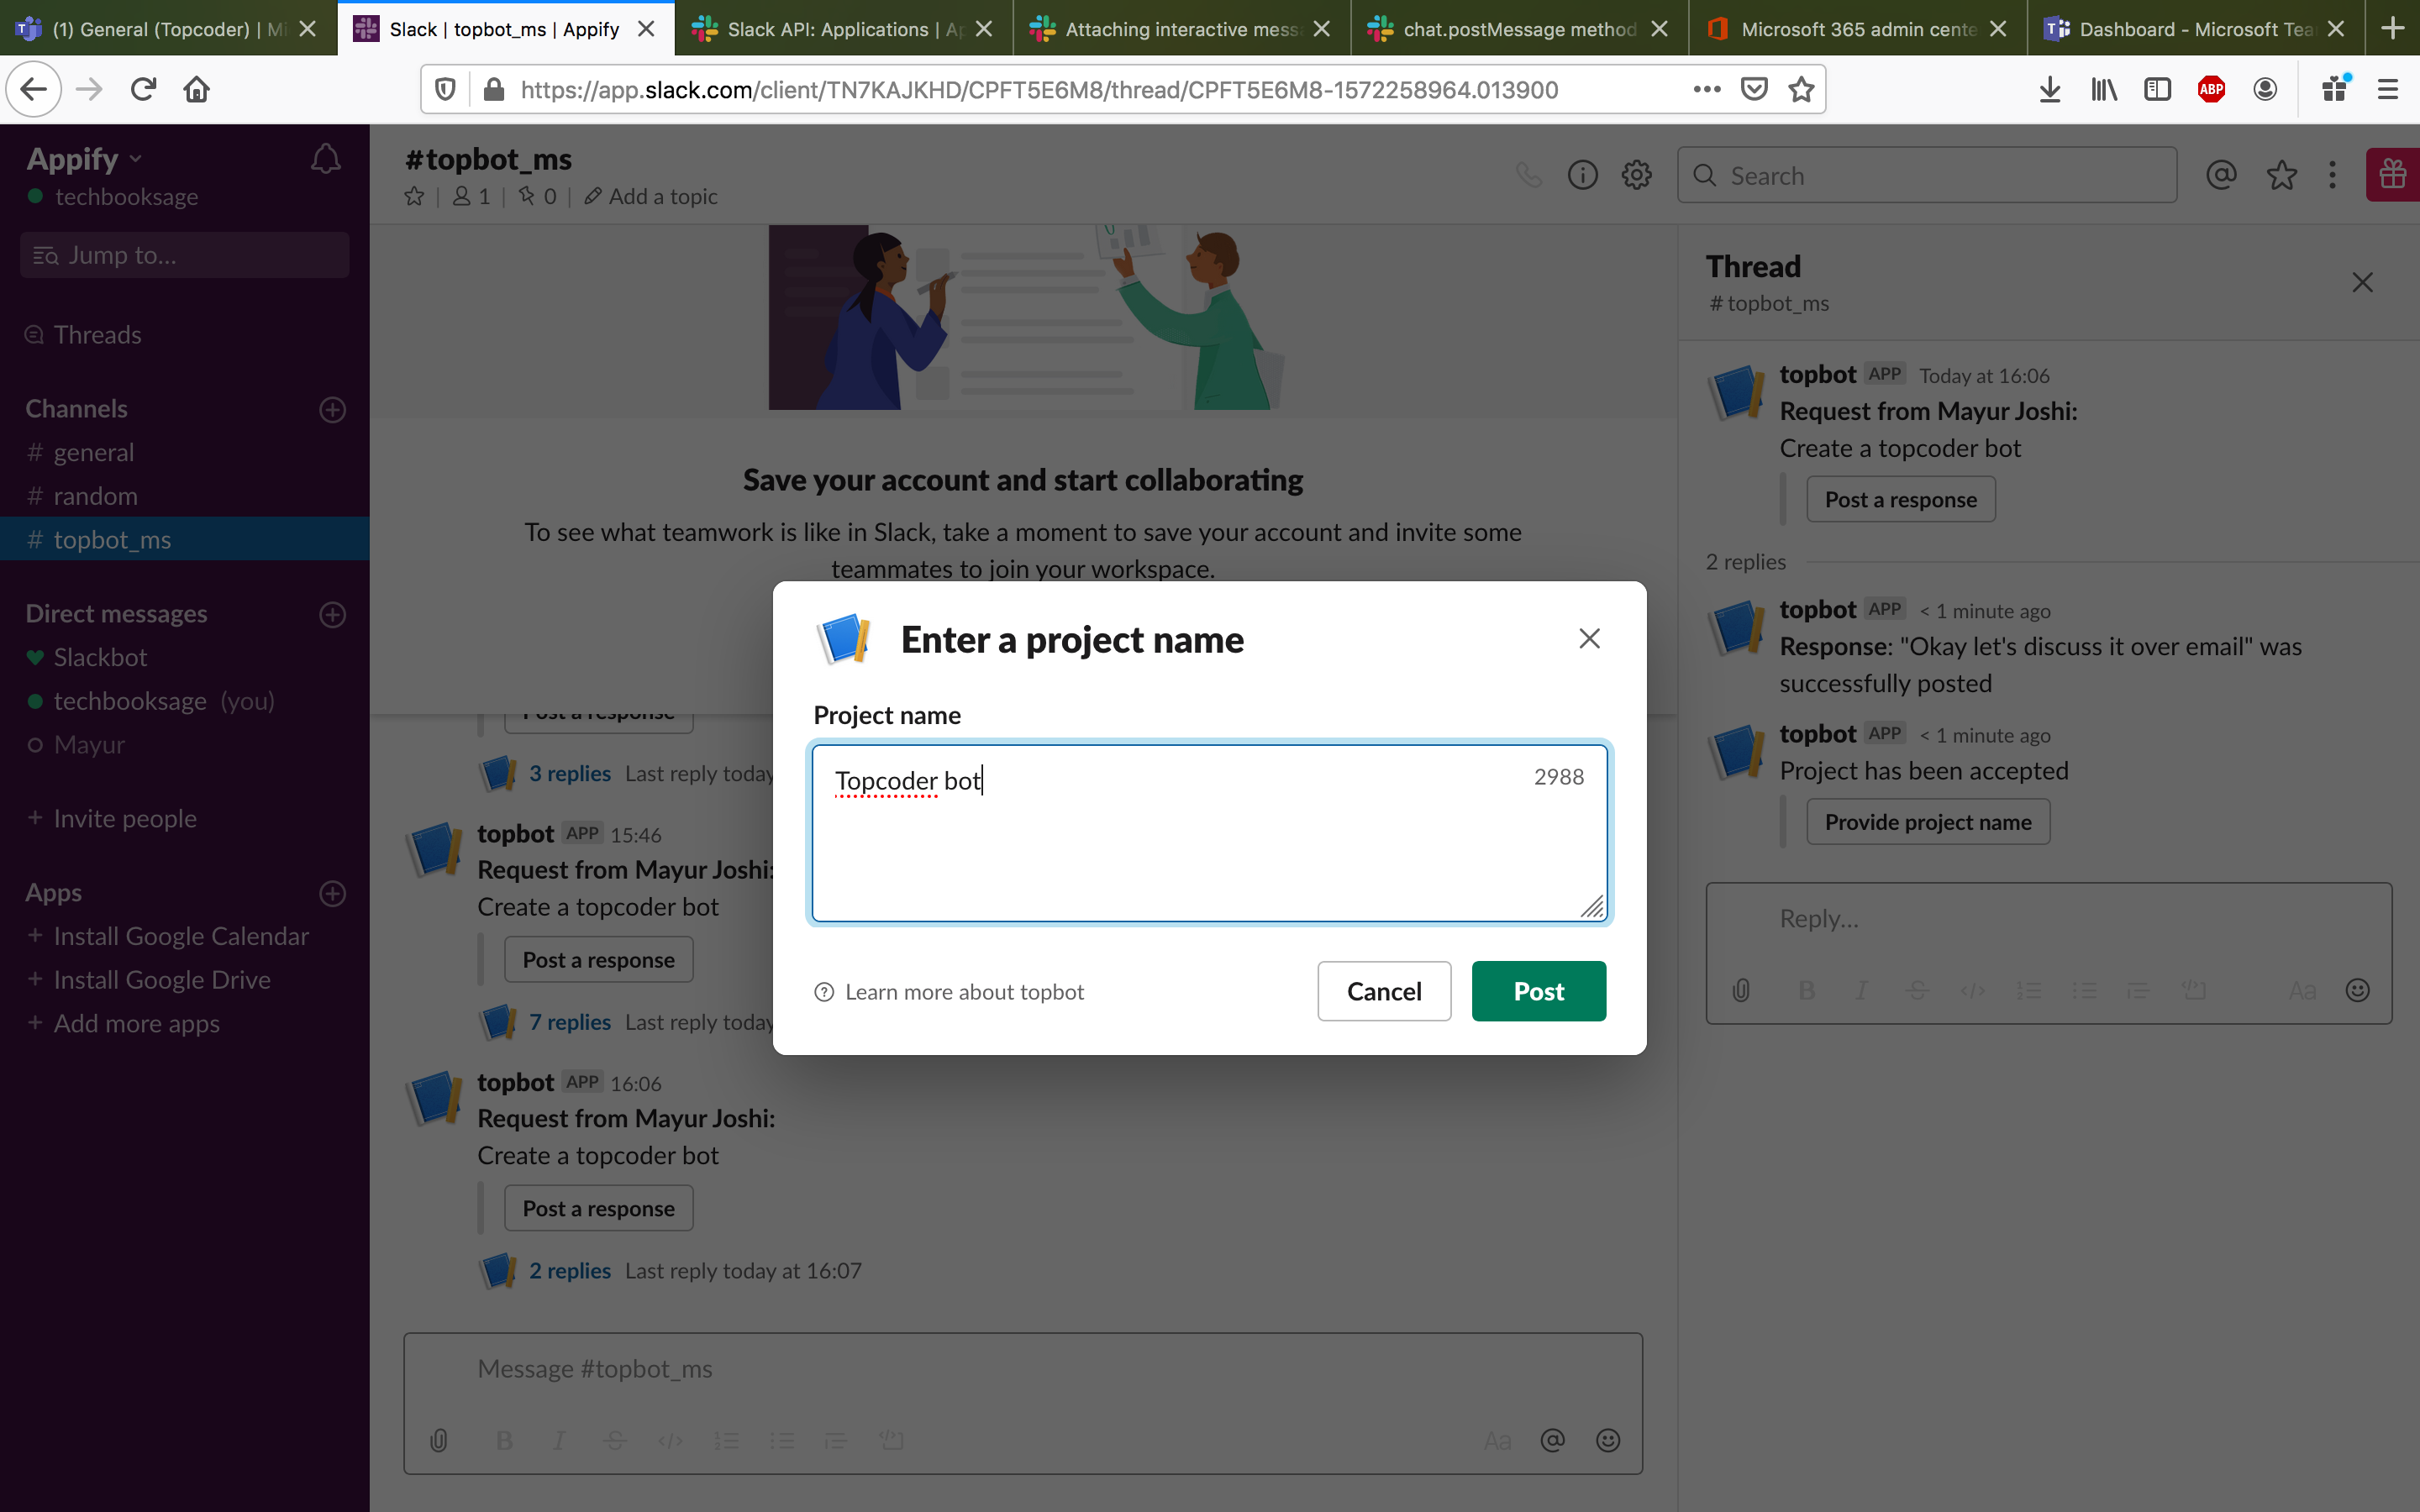 (1) General (Topcoder) | Mi
Slack | topbot_ms | Appify
Slack API: Applications | Ap
Attaching interactive messa
chat.postMessage method
Microsoft 365 admin cente
Dashboard - Microsoft Tea
https://app.slack.com/client/TN7KAJKHD/CPFT5E6M8/thread/CPFT5E6M8-1572258964.013900
ABP
Appify
techbooksage
Jump to...
Threads
Channels
# general
# random
# topbot_ms
Direct messages
Slackbot
techbooksage (you)
Mayur
+ Invite people
Apps
+ Install Google Calendar
+ Install Google Drive
+ Add more apps
#topbot_ms
1 | 0 | Add a topic
Search
Save your account and start collaborating
To see what teamwork is like in Slack, take a moment to save your account and invite some
teammates to join your workspace.
Post a response
3 replies Last reply today
topbot APP 15:46
Request from Mayur Joshi:
Create a topcoder bot
Post a response
7 replies Last reply today
topbot APP 16:06
Request from Mayur Joshi:
Create a topcoder bot
Post a response
2 replies Last reply today at 16:07
Message #topbot_ms
Aa
Enter a project name
Project name
Topcoder bot
2988
Learn more about topbot
Cancel
Post
Thread
# topbot_ms
topbot APP Today at 16:06
Request from Mayur Joshi:
Create a topcoder bot
Post a response
2 replies
topbot APP < 1 minute ago
Response: "Okay let's discuss it over email" was
successfully posted
topbot APP < 1 minute ago
Project has been accepted
Provide project name
Reply...
Aa